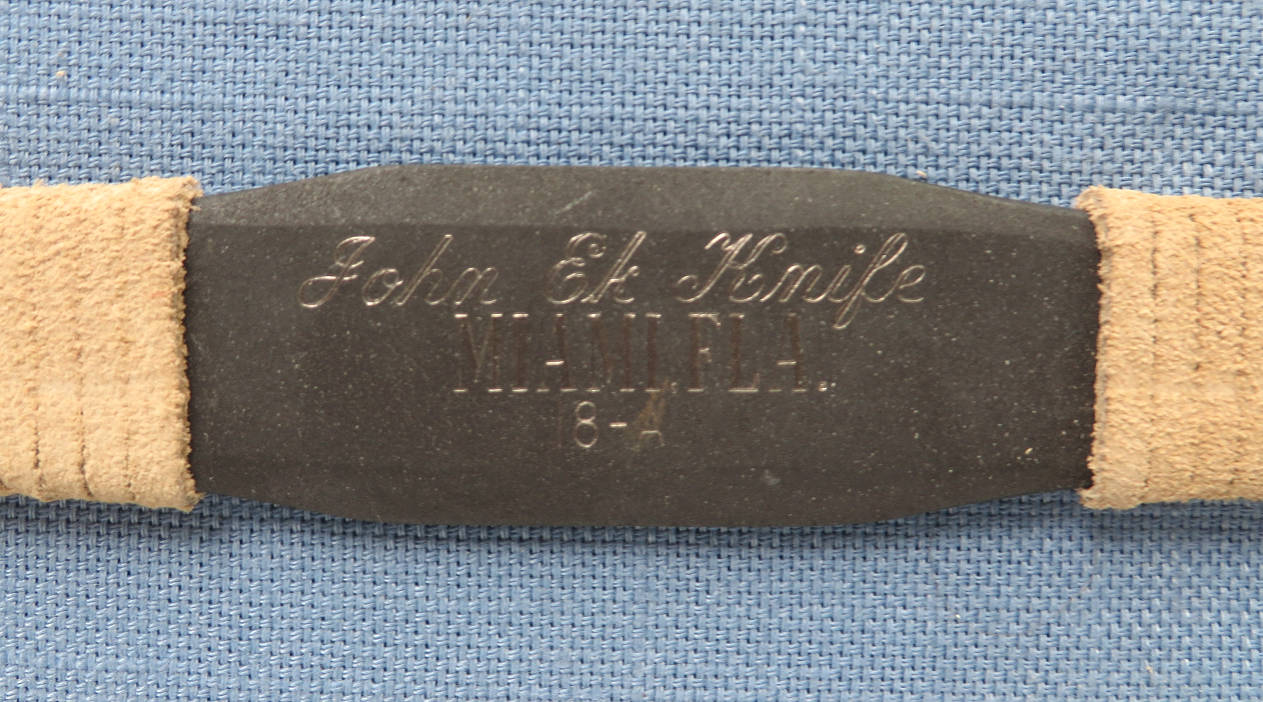 John Ek Knife
MIAMI, FLA.
18-A